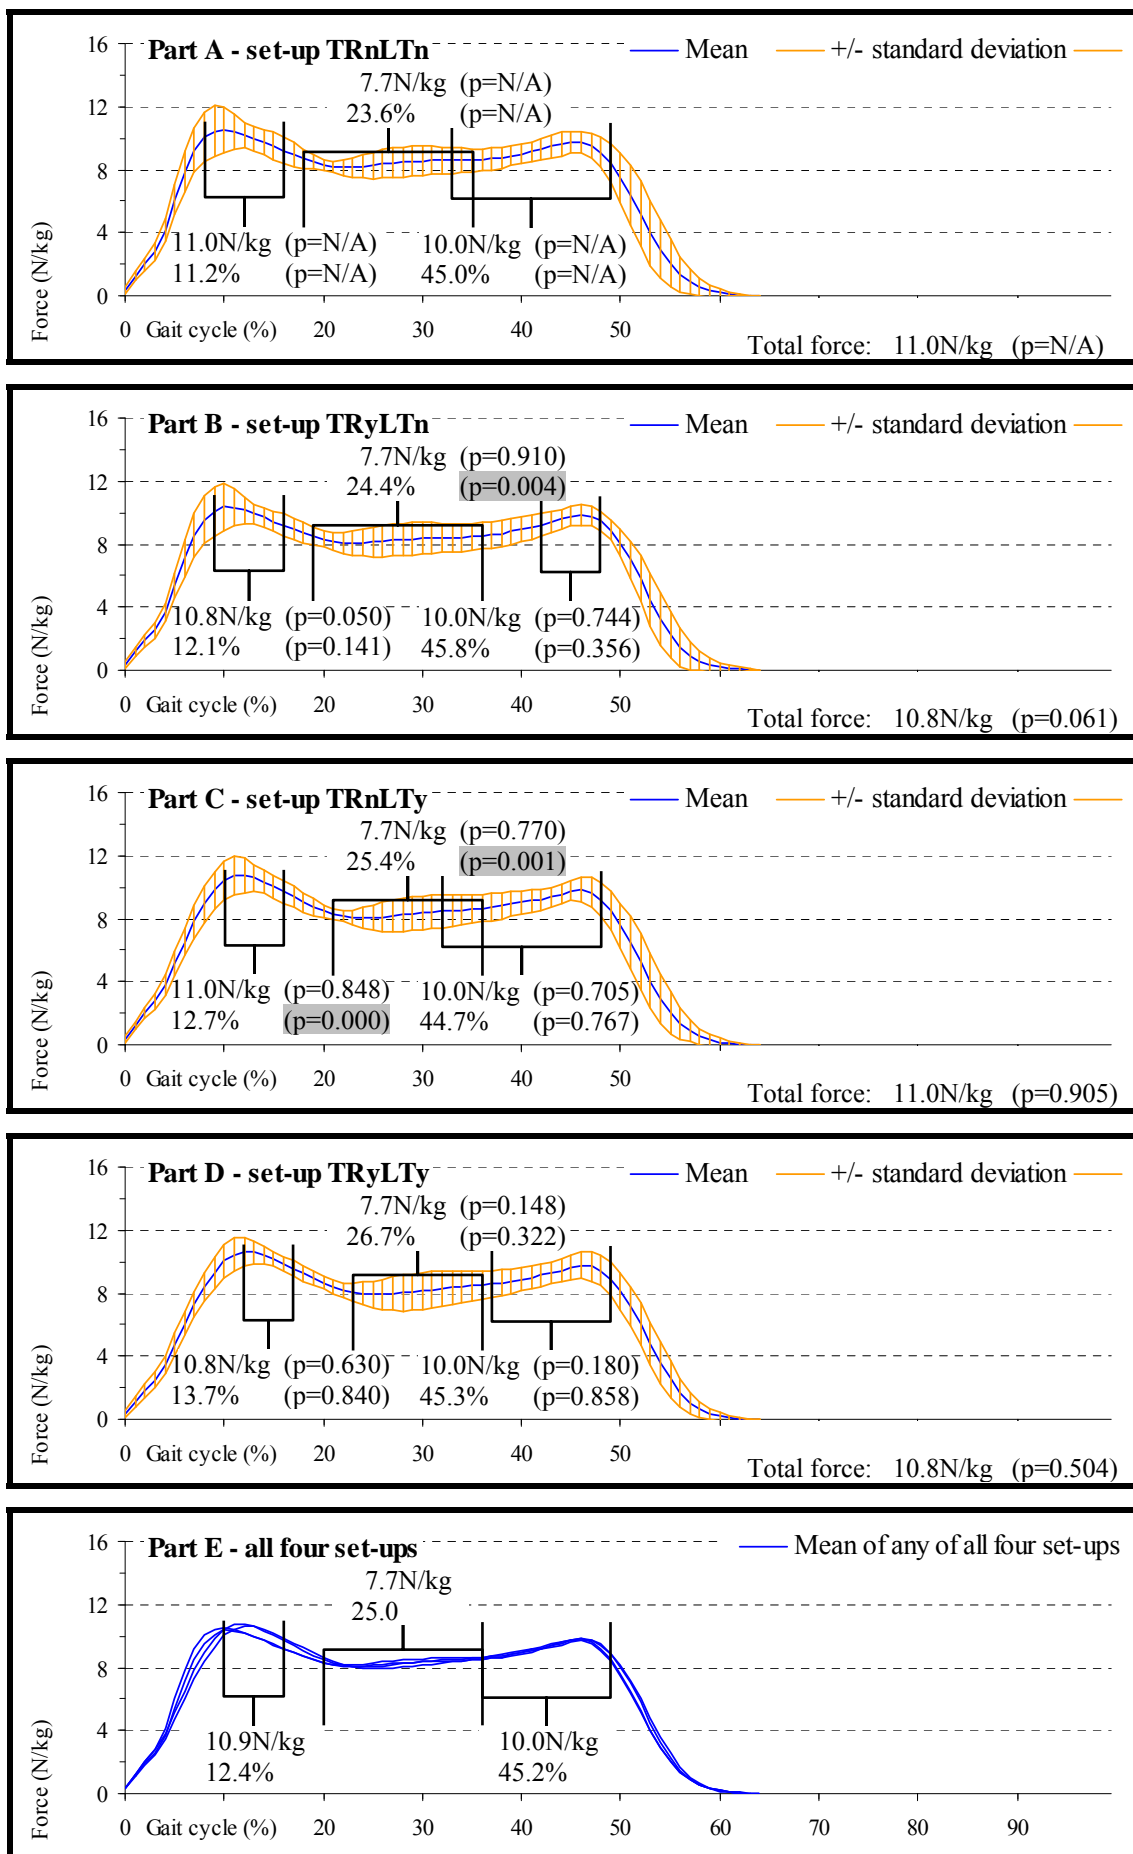 16 Part A - set-up TRnLTn Mean +/- standard deviation
7.7N/kg (p=N/A)
12 23.6% (p=N/A)
8
11.0N/kg (p=N/A) 10.0N/kg (p=N/A)
4 11.2% (p=N/A) 45.0% (p=N/A)
0
Force (N/kg)
0 Gait cycle (%) 20 30 40 50
Total force: 11.0N/kg (p=N/A)
16 Part B - set-up TRyLTn Mean +/- standard deviation
7.7N/kg (p=0.910)
12 24.4% (p=0.004)
8
4 10.8N/kg (p=0.050) 10.0N/kg (p=0.744)
12.1% (p=0.141) 45.8% (p=0.356)
0
Force (N/kg)
0 Gait cycle (%) 20 30 40 50
Total force: 10.8N/kg (p=0.061)
16 Part C - set-up TRnLTy Mean +/- standard deviation
7.7N/kg (p=0.770)
12 25.4% (p=0.001)
8
4 11.0N/kg (p=0.848) 10.0N/kg (p=0.705)
12.7% (p=0.000) 44.7% (p=0.767)
0
Force (N/kg)
0 Gait cycle (%) 20 30 40 50
Total force: 11.0N/kg (p=0.905)
16 Part D - set-up TRyLTy Mean +/- standard deviation
7.7N/kg (p=0.148)
12 26.7% (p=0.322)
8
4 10.8N/kg (p=0.630) 10.0N/kg (p=0.180)
13.7% (p=0.840) 45.3% (p=0.858)
0
Force (N/kg)
0 Gait cycle (%) 20 30 40 50
Total force: 10.8N/kg (p=0.504)
16 Part E - all four set-ups Mean of any of all four set-ups
7.7N/kg
12 25.0
8
4 10.9N/kg 10.0N/kg
12.4% 45.2%
0
Force (N/kg)
0 Gait cycle (%) 20 30 40 50 60 70 80 90